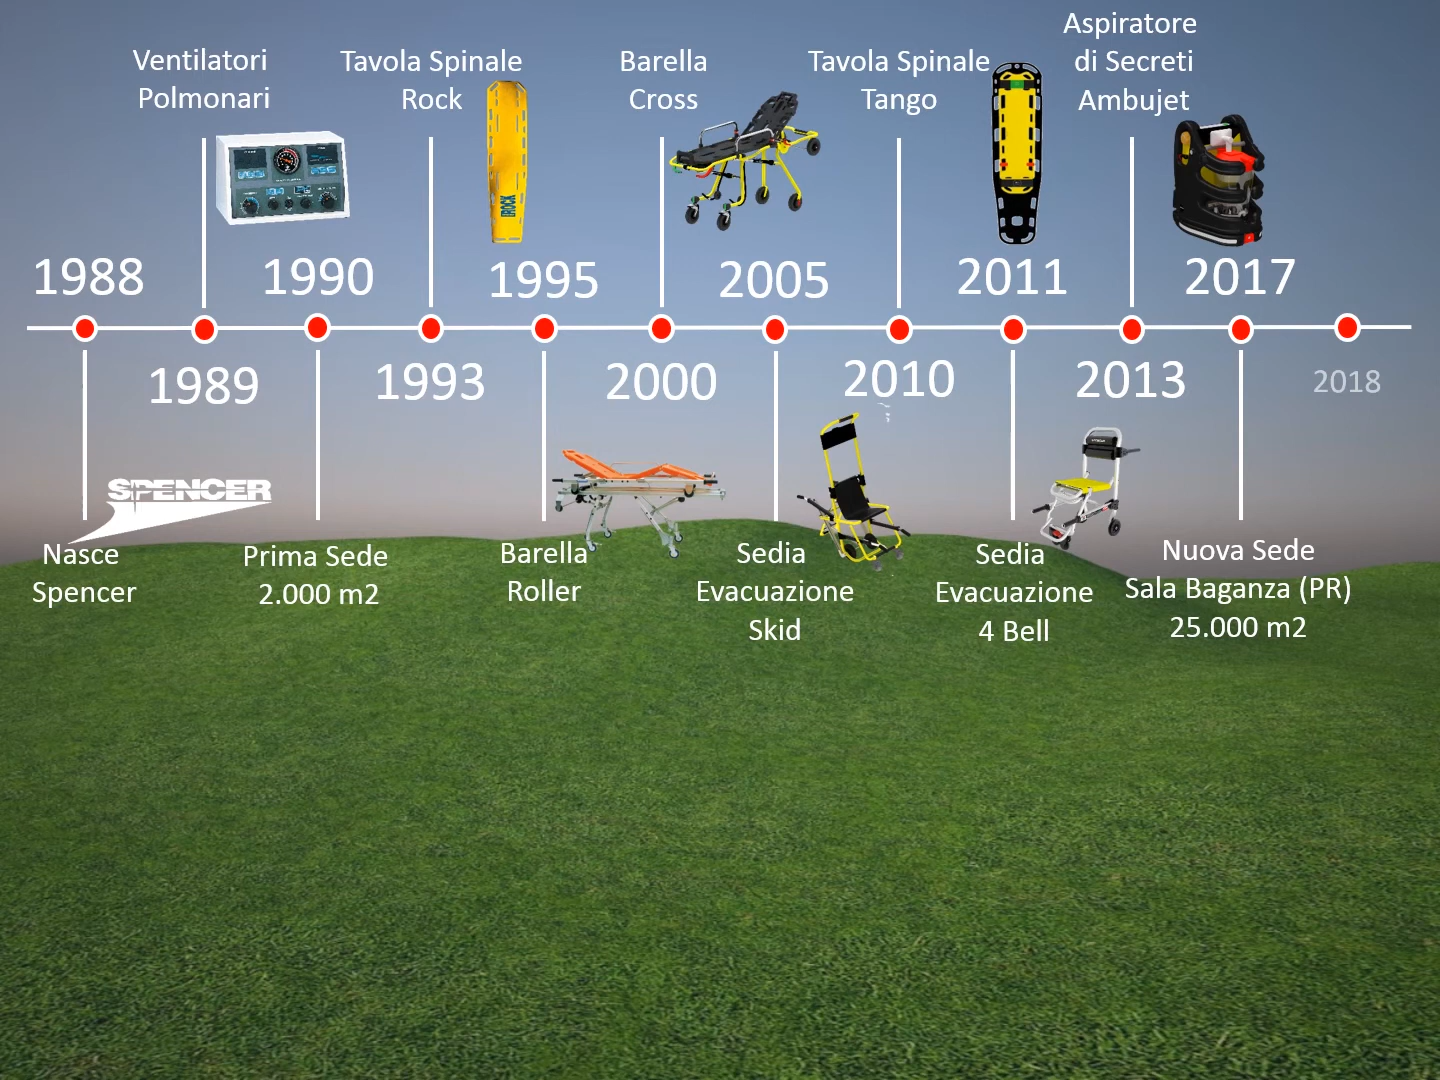 Ventilatori
Polmonari
Tavola Spinale
Rock
Barella
Cross
Tavola Spinale
Tango
Aspiratore
di Secreti
Ambujet
ROCK
1988
1990
1995
2005
2011
2017
1989
1993
2000
2010
2013
2018
SPENCER
Nasce
Spencer
Prima Sede
2.000 m2
Barella
Roller
Sedia
Evacuazione
Skid
Sedia
Evacuazione
4 Bell
Nuova Sede
Sala Baganza (PR)
25.000 m2